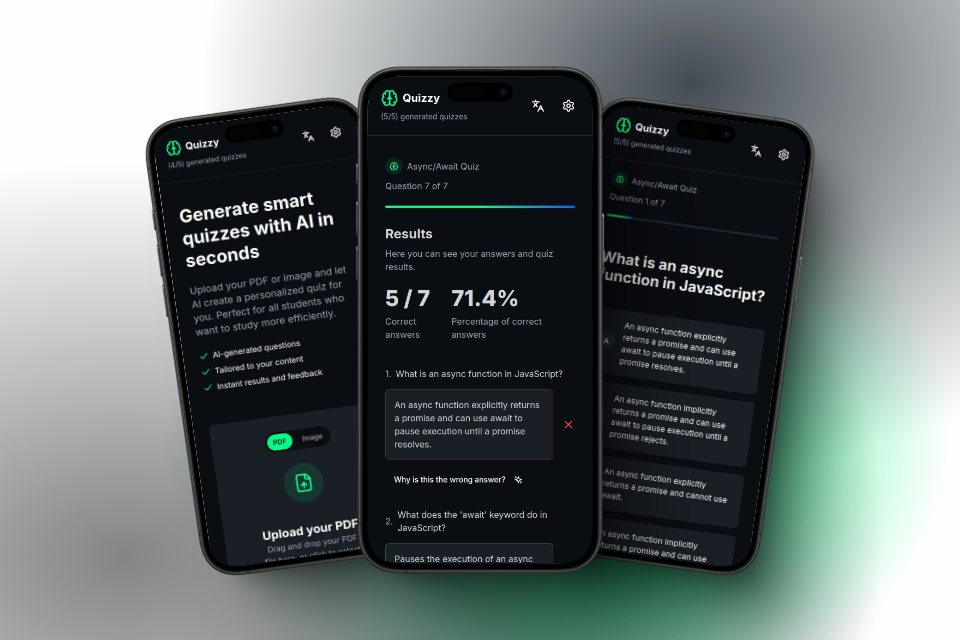 Quizzy
(4/5) generated quizzes
Generate smart
quizzes with AI in
seconds
Upload your PDF or image and let
AI create a personalized quiz for
you. Perfect for all students who
want to study more efficiently.
AI-generated questions
Tailored to your content
Instant results and feedback
PDF
Image
Upload your PDF
Drag and drop your PDF
Quizzy
(5/5) generated quizzes
Async/Await Quiz
Question 7 of 7
Results
Here you can see your answers and quiz
results.
5 / 7
71.4%
Correct
answers
Percentage of correct
answers
1. What is an async function in JavaScript?
An async function explicitly returns
a promise and can use await to
pause execution until a promise
resolves.
Why is this the wrong answer?
2. What does the 'await' keyword do in
JavaScript?
Pauses the execution of an async
Quizzy
(5/5) generated quizzes
Async/Await Quiz
Question 1 of 7
What is an async
function in JavaScript?
A
An async function explicitly
returns a promise and can use
await to pause execution until a
promise resolves.
An async function implicitly
returns a promise and can use
await to pause execution until a
promise rejects.
An async function explicitly
returns a promise and cannot use
await.
An async function implicitly
returns a promise and can use